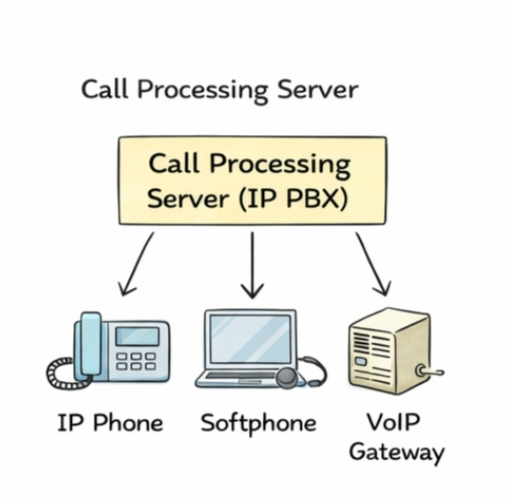 Call Processing Server
Call Processing
Server (IP PBX)
IP Phone
Softphone
VoIP
Gateway